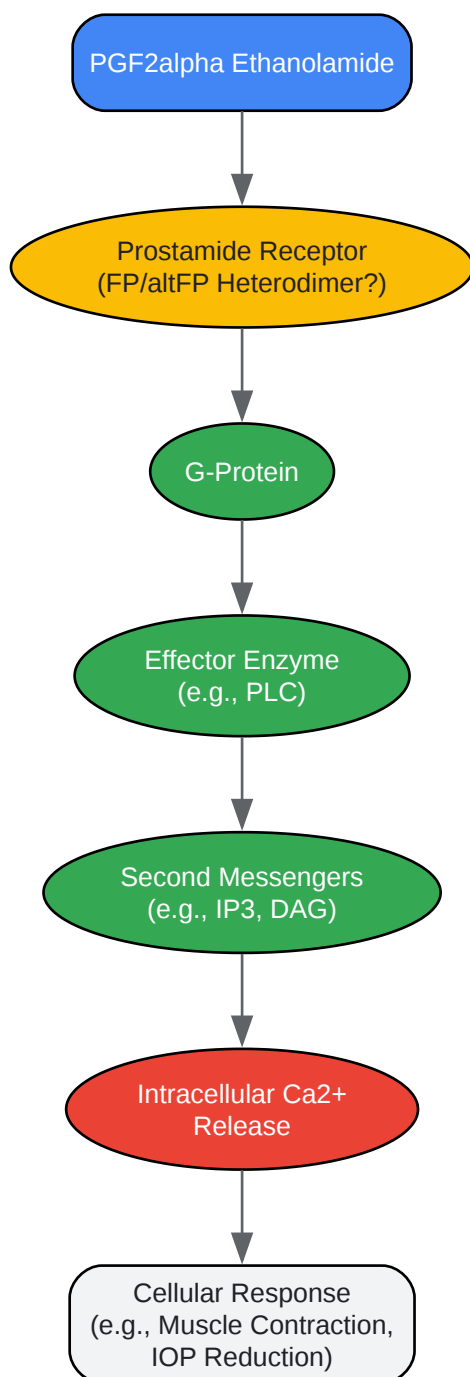 PGF2alpha Ethanolamide
Prostamide Receptor
(FP/altFP Heterodimer?)
G-Protein
Effector Enzyme
(e.g., PLC)
Second Messengers
(e.g., IP3, DAG)
Intracellular Ca2+
Release
Cellular Response
(e.g., Muscle Contraction,
IOP Reduction)